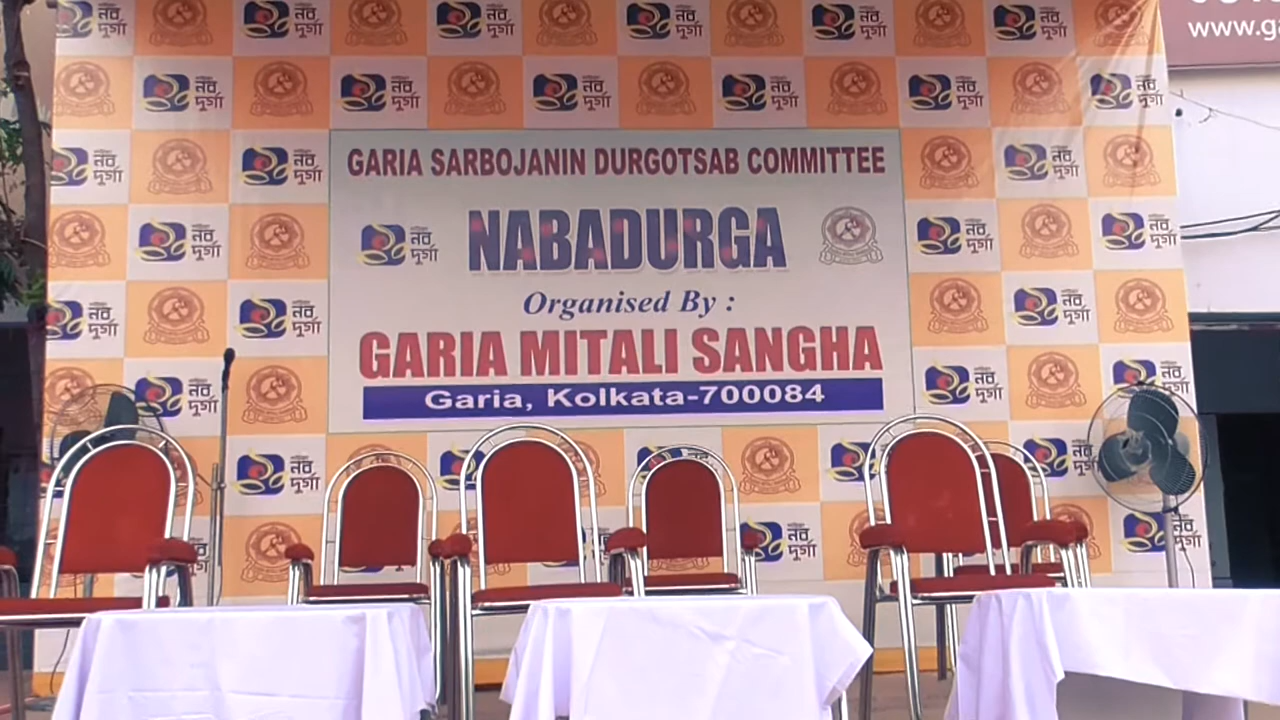 GARIA SARBOJANIN DURGOTSAB COMMITTEE
নব
দুর্গা
NABADURGA
Organised By :
GARIA MITALI SANGHA
Garia, Kolkata-700084